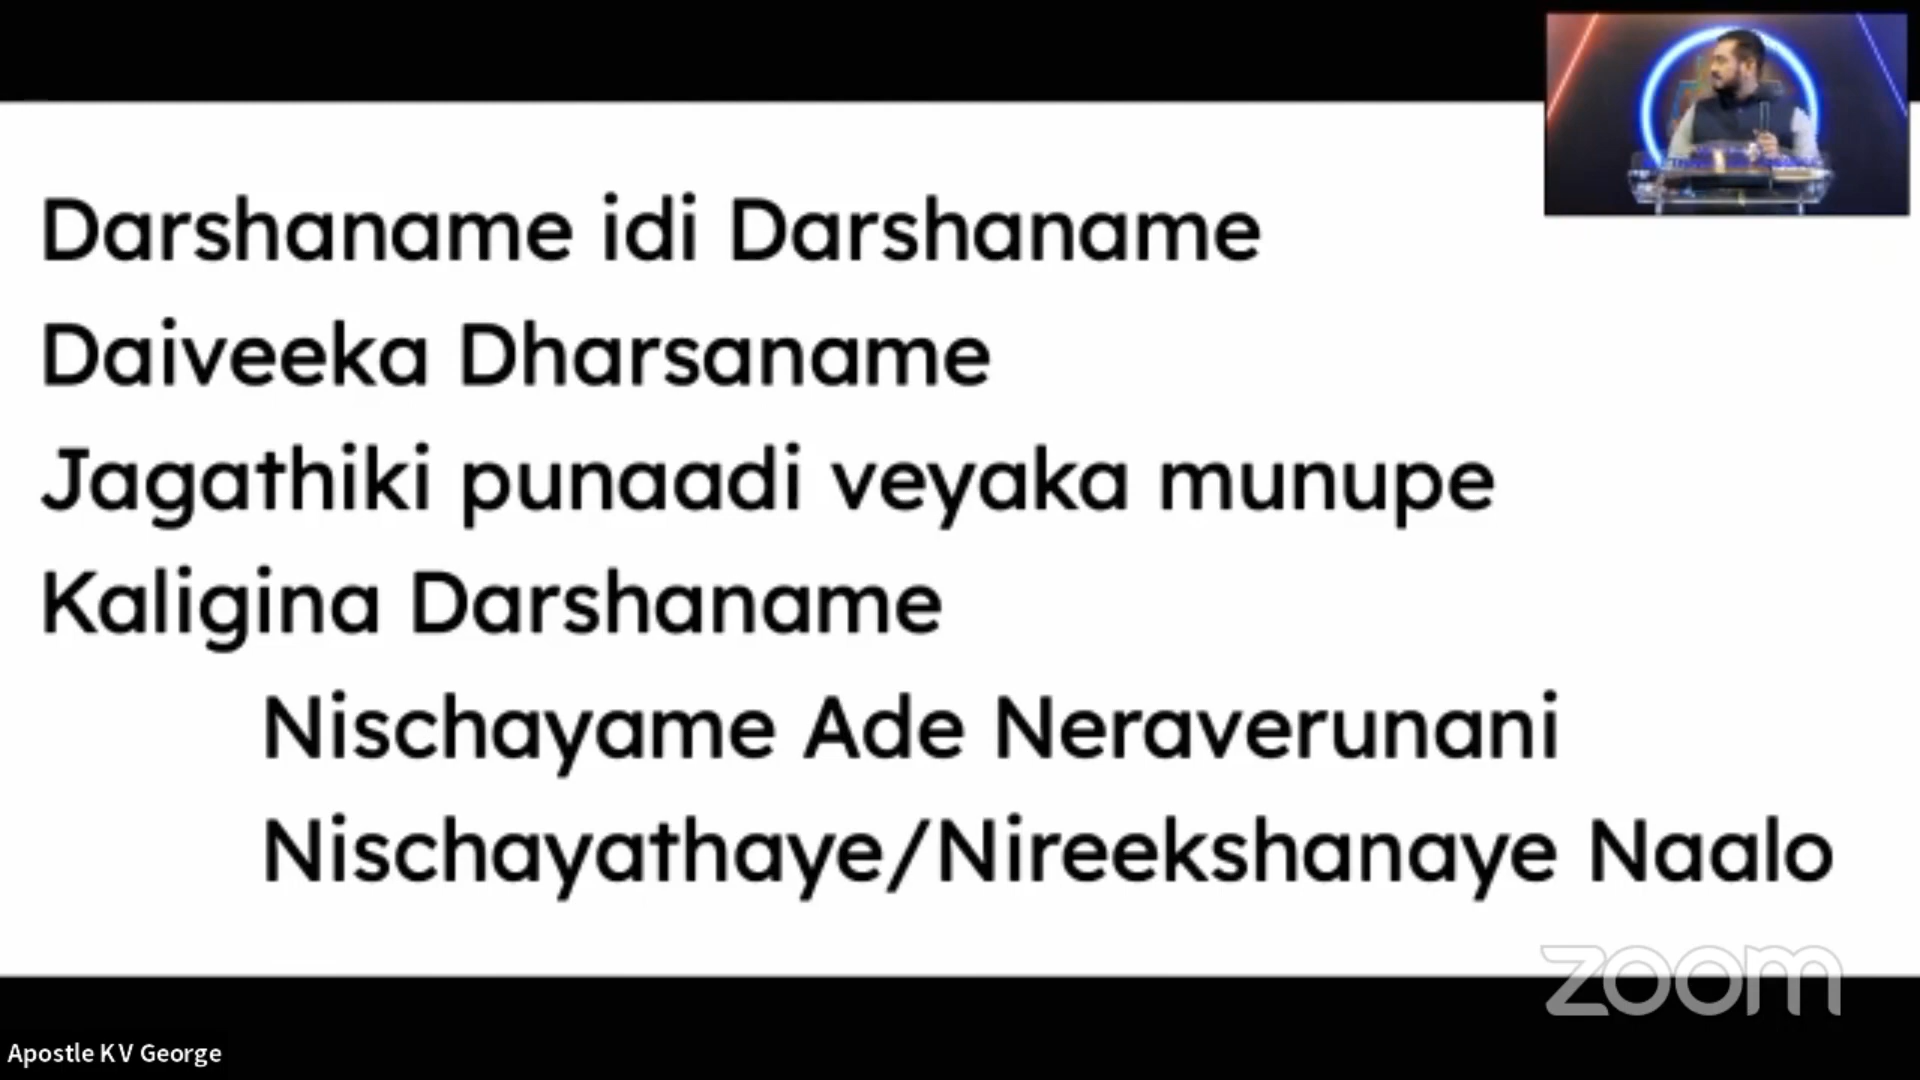 Darshaname idi Darshaname
Daiveeka Dharsaname
Jagathiki punaadi veyaka munupe
Kaligina Darshaname
Nischayame Ade Neraverunani
Nischayathaye/Nireekshanaye Naalo
zoom
Apostle K V George